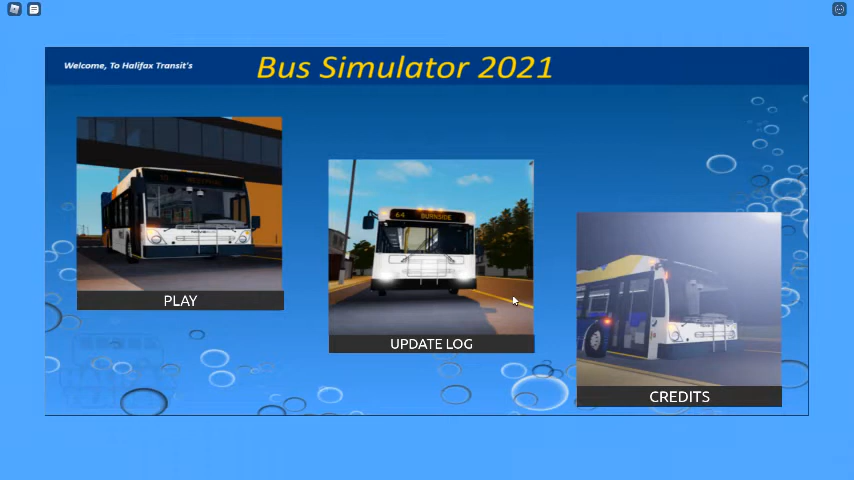 Welcome, To Halifax Transit's
Bus Simulator 2021
64 BURNSIDE
PLAY
UPDATE LOG
CREDITS